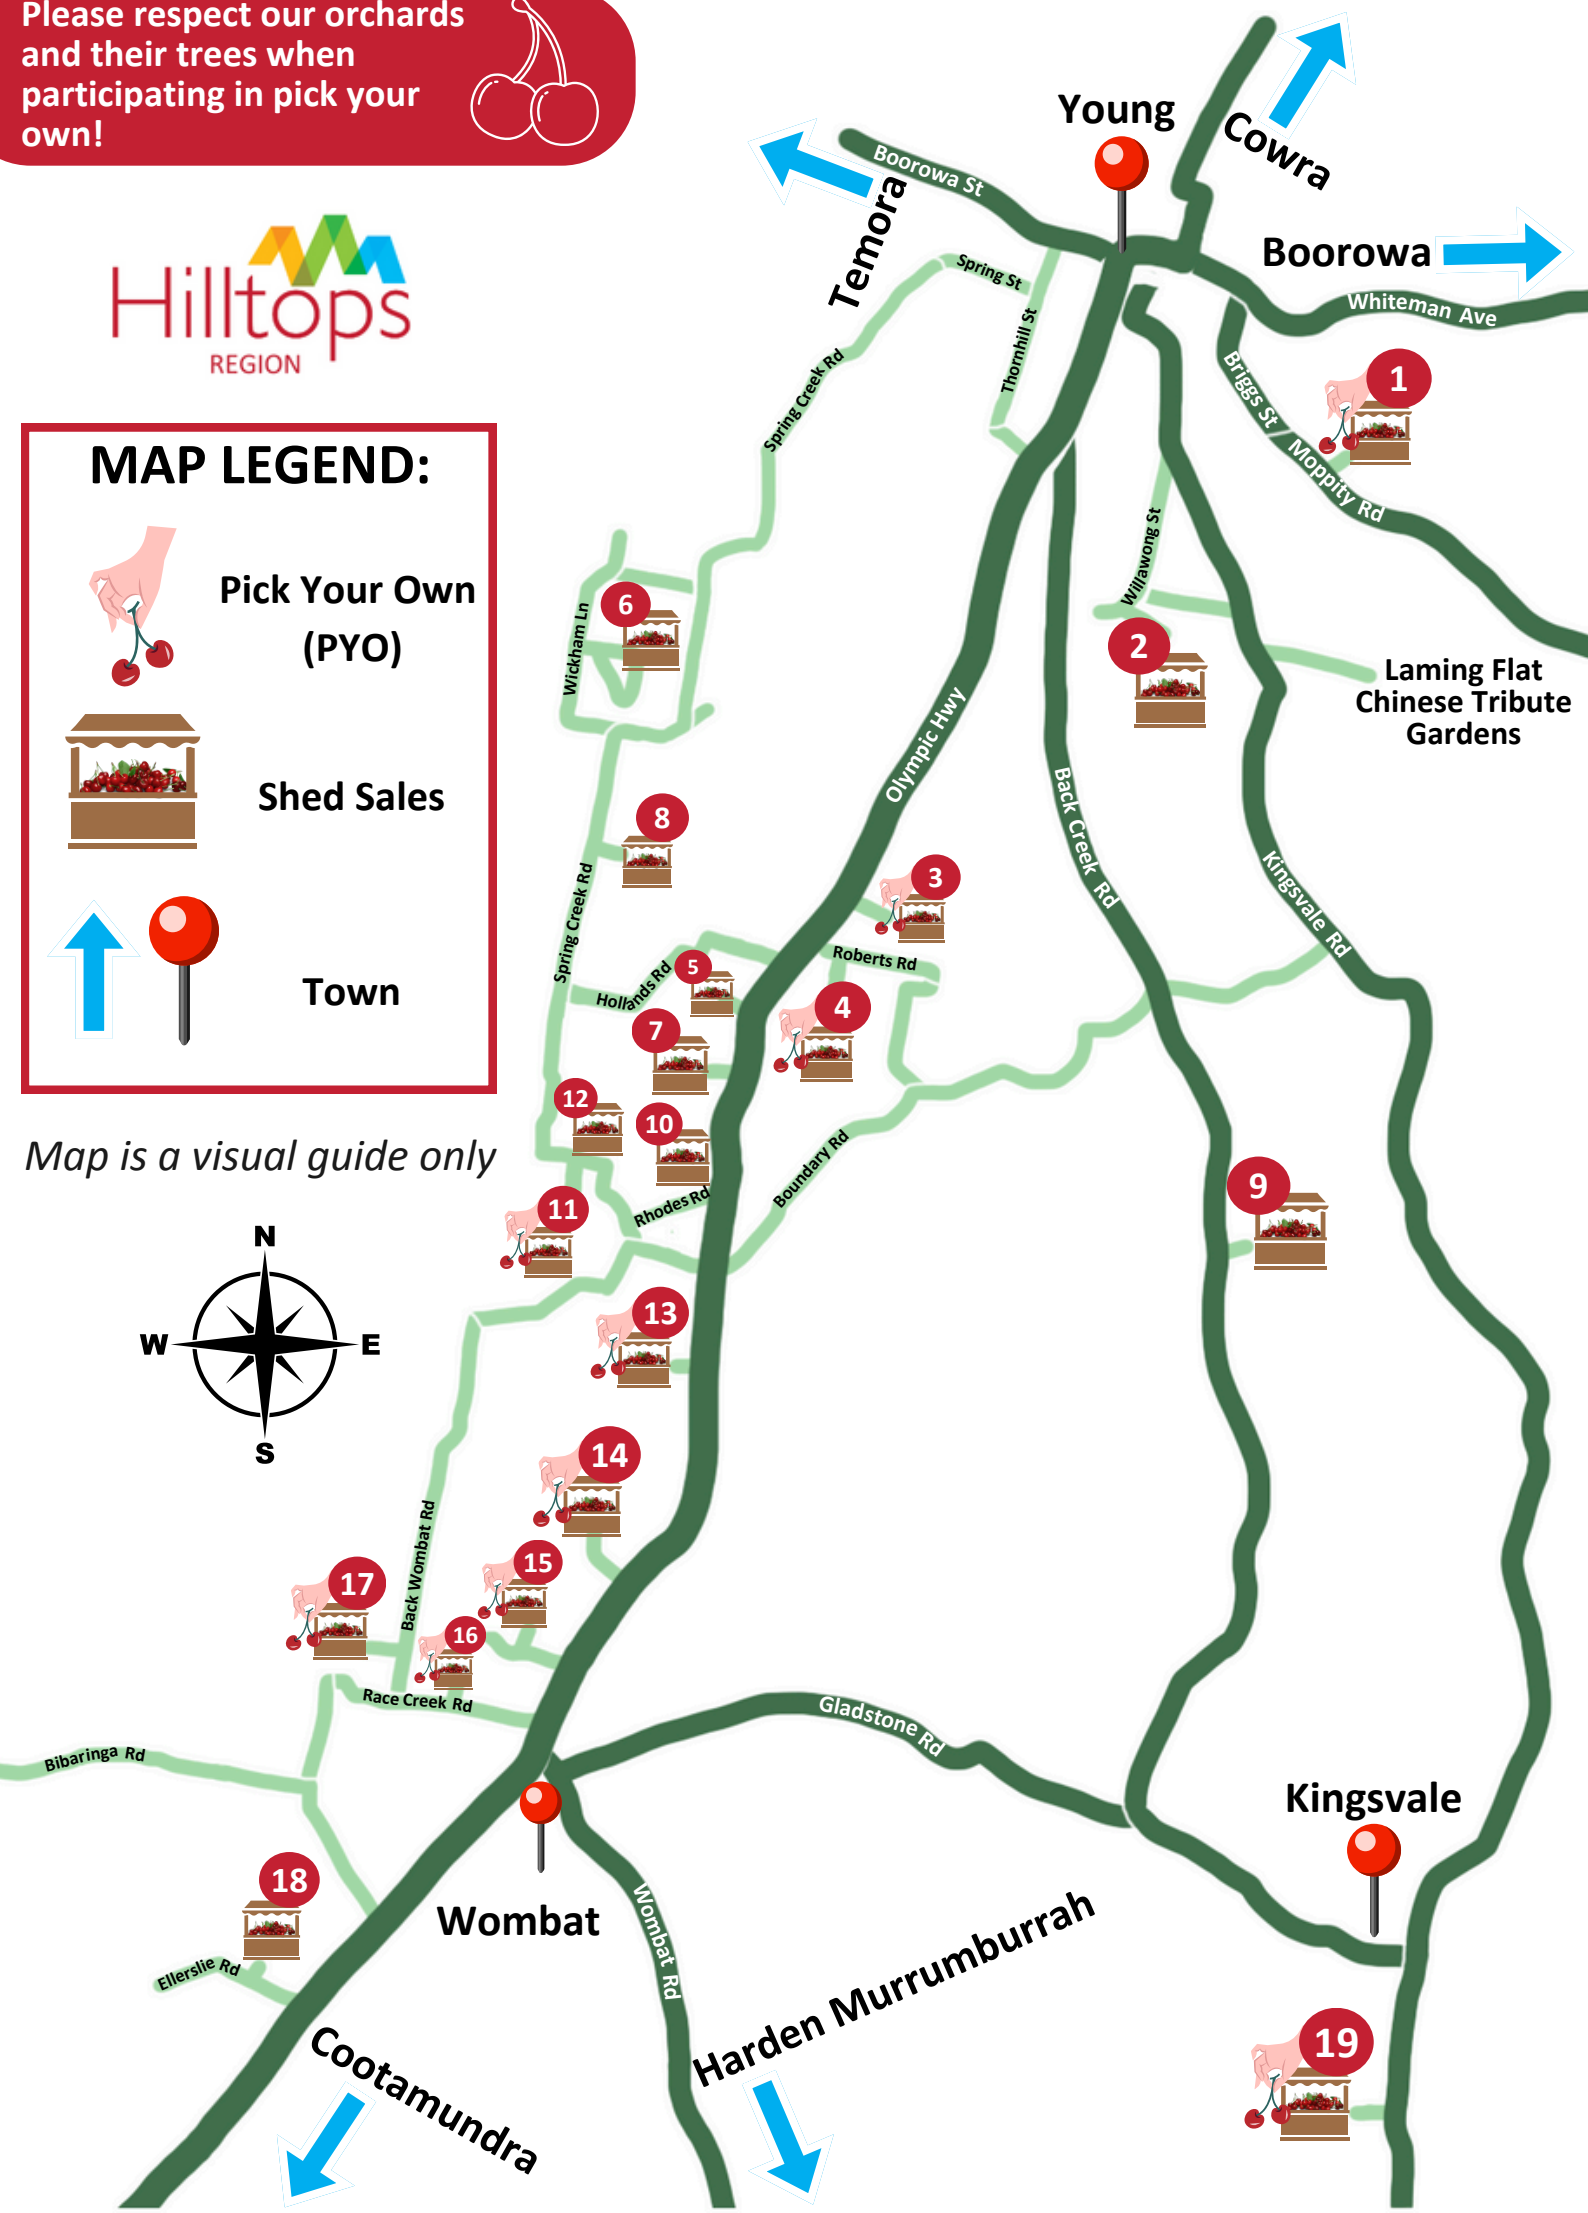 Please respect our orchards
and their trees when
participating in pick your
own!
Hilltops
REGION
MAP LEGEND:
Pick Your Own
(PYO)
Shed Sales
Town
Map is a visual guide only
N
W
E
S
Young
Cowra
Boorowa St
Temora
Boorowa
Whiteman Ave
Spring St
Thornhill St
Spring Creek Rd
Briggs St
Moppity Rd
1
Willawong St
2
Laming Flat
Chinese Tribute
Gardens
Wickham Ln
6
Olympic Hwy
Back Creek Rd
Kingsvale Rd
8
Spring Creek Rd
3
Roberts Rd
Hollands Rd
5
4
7
12
10
Boundary Rd
Rhodes Rd
11
9
13
14
Back Wombat Rd
15
17
16
Race Creek Rd
Gladstone Rd
Bibaringa Rd
Kingsvale
18
Wombat
Wombat Rd
Ellerslie Rd
Harden Murrumburrah
Cootamundra
19